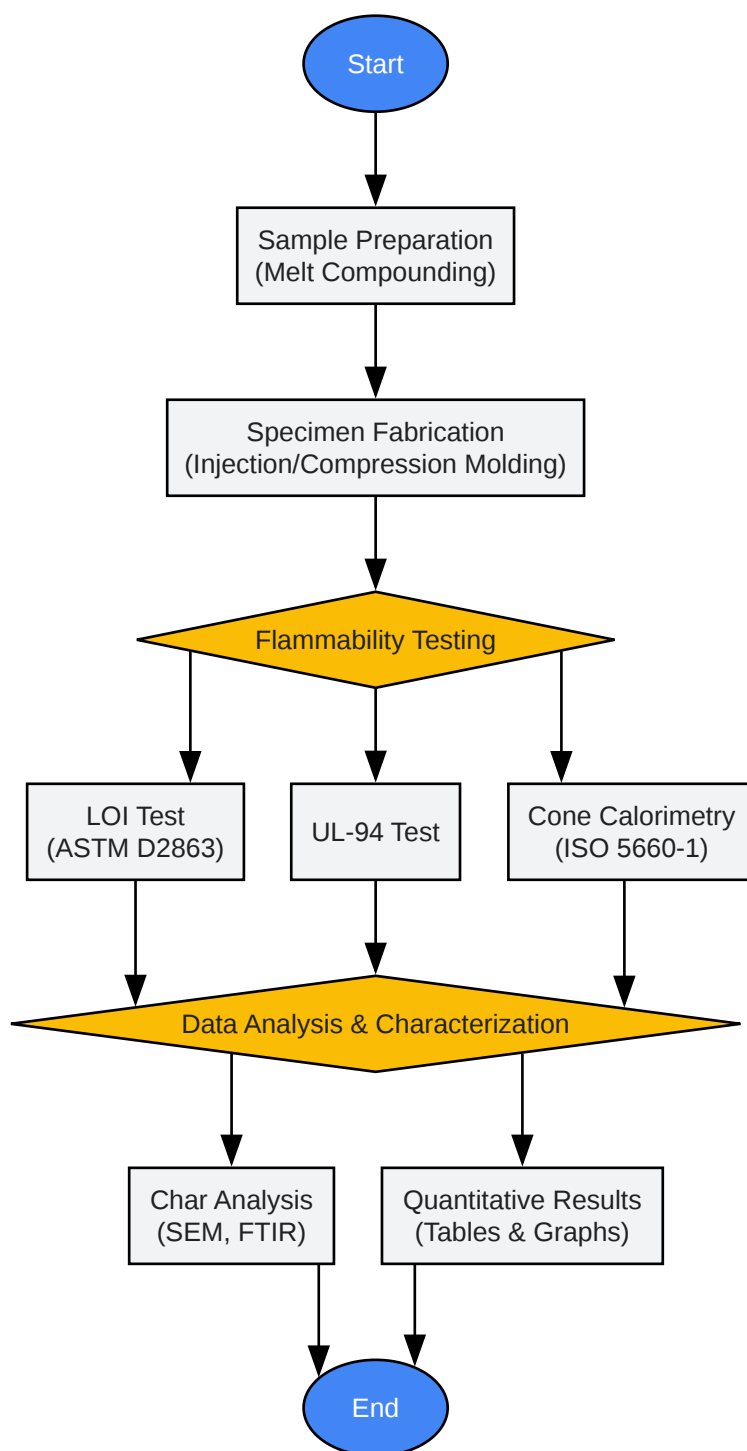 Start
Sample Preparation
(Melt Compounding)
Specimen Fabrication
(Injection/Compression Molding)
Flammability Testing
LOI Test
(ASTM D2863)
UL-94 Test
Cone Calorimetry
(ISO 5660-1)
Data Analysis & Characterization
Char Analysis
(SEM, FTIR)
Quantitative Results
(Tables & Graphs)
End